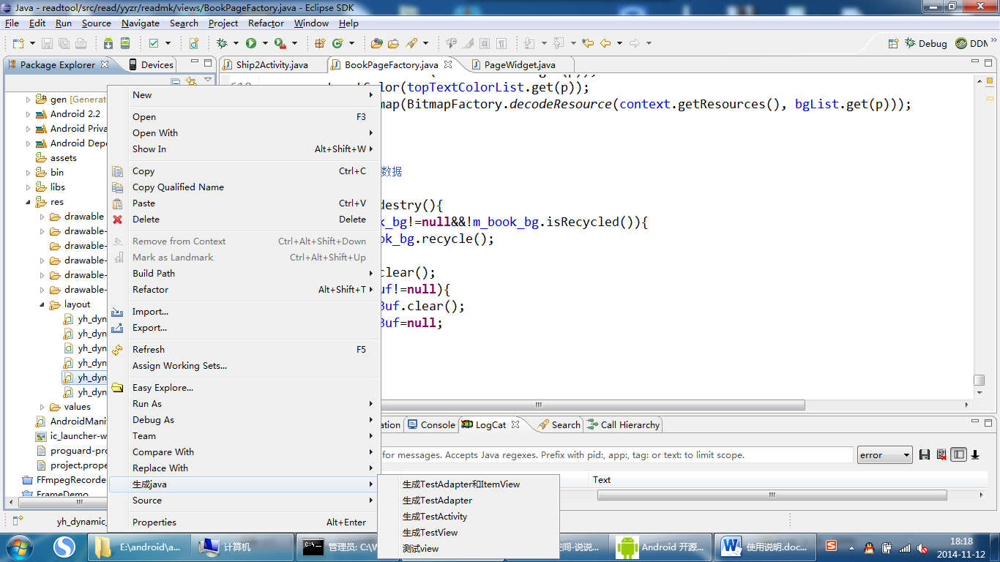 Java - readtool/src/read/yyzr/readmk/views/BookPageFactory.java - Eclipse SDK
File Edit Run Source Navigate Search Project Refactor Window Help
Debug DDM
Package Explorer Devices Ship2Activity.java BookPageFactory.java PageWidget.java
gen [Generat
Android 2.2
Android Priva
Android Depe
assets
bin
libs
res
drawable
drawable-
drawable-
drawable-
drawable-
drawable-
layout
yh_dyn
yh_dyn
yh_dyn
yh_dyn
yh_dyn
yh_dyn
values
AndroidMani
ic_launcher-w
proguard-pro
project.prope
FFmpegRecorde
FrameDemo
yh_dynamic_
New
Open F3
Open With
Show In Alt+Shift+W
Copy Ctrl+C
Copy Qualified Name
Paste Ctrl+V
Delete Delete
Remove from Context Ctrl+Alt+Shift+Down
Mark as Landmark Ctrl+Alt+Shift+Up
Build Path
Refactor Alt+Shift+T
Import...
Export...
Refresh F5
Assign Working Sets...
Easy Explore...
Run As
Debug As
Team
Compare With
Replace With
生成java
Source
Properties Alt+Enter
生成TestAdapter和ItemView
生成TestAdapter
生成TestActivity
生成TestView
测试view
olor(topTextColorList.get(p));
map(BitmapFactory.decodeResource(context.getResources(), bgList.get(p)));
数据
destry(){
k_bg!=null&&!m_book_bg.isRecycled()){
ok_bg.recycle();
clear();
uf!=null){
Buf.clear();
Buf=null;
ation Console LogCat Search Call Hierarchy
for messages. Accepts Java regexes. Prefix with pid:, app:, tag: or text: to limit scope.
error
Text
E:\android\a... 计算机 管理员: C:\W 空间-说说... Android 开源... 使用说明.doc...
18:18
2014-11-12